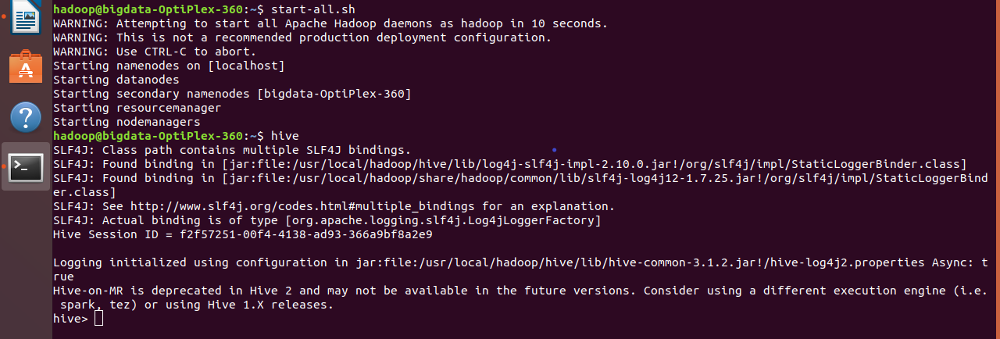 hadoop@bigdata-OptiPlex-360:~$ start-all.sh
WARNING: Attempting to start all Apache Hadoop daemons as hadoop in 10 seconds.
WARNING: This is not a recommended production deployment configuration.
WARNING: Use CTRL-C to abort.
Starting namenodes on [localhost]
Starting datanodes
Starting secondary namenodes [bigdata-OptiPlex-360]
Starting resourcemanager
Starting nodemanagers
hadoop@bigdata-OptiPlex-360:~$ hive
SLF4J: Class path contains multiple SLF4J bindings.
SLF4J: Found binding in [jar:file:/usr/local/hadoop/hive/lib/log4j-slf4j-impl-2.10.0.jar!/org/slf4j/impl/StaticLoggerBinder.class]
SLF4J: Found binding in [jar:file:/usr/local/hadoop/share/hadoop/common/lib/slf4j-log4j12-1.7.25.jar!/org/slf4j/impl/StaticLoggerBind
er.class]
SLF4J: See http://www.slf4j.org/codes.html#multiple_bindings for an explanation.
SLF4J: Actual binding is of type [org.apache.logging.slf4j.Log4jLoggerFactory]
Hive Session ID = f2f57251-00f4-4138-ad93-366a9bf8a2e9
Logging initialized using configuration in jar:file:/usr/local/hadoop/hive/lib/hive-common-3.1.2.jar!/hive-log4j2.properties Async: t
rue
Hive-on-MR is deprecated in Hive 2 and may not be available in the future versions. Consider using a different execution engine (i.e.
 spark, tez) or using Hive 1.X releases.
hive>